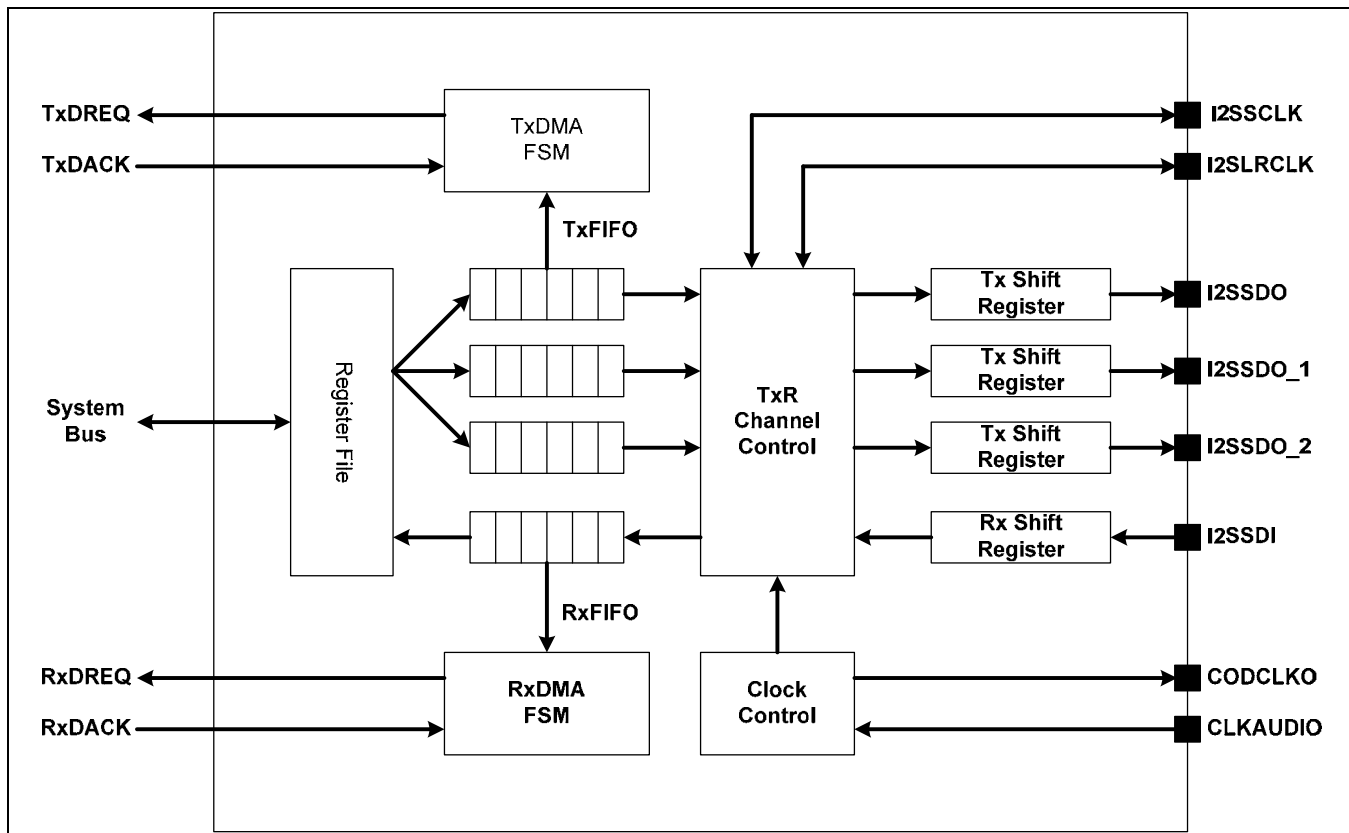 TxDREQ
TxDACK
TxDMA
FSM
TxFIFO
I2SSCLK
I2SLRCLK
System
Bus
Register File
TxR
Channel
Control
Tx Shift
Register
I2SSDO
Tx Shift
Register
I2SSDO_1
Tx Shift
Register
I2SSDO_2
Rx Shift
Register
I2SSDI
RxFIFO
RxDREQ
RxDACK
RxDMA
FSM
Clock
Control
CODCLKO
CLKAUDIO